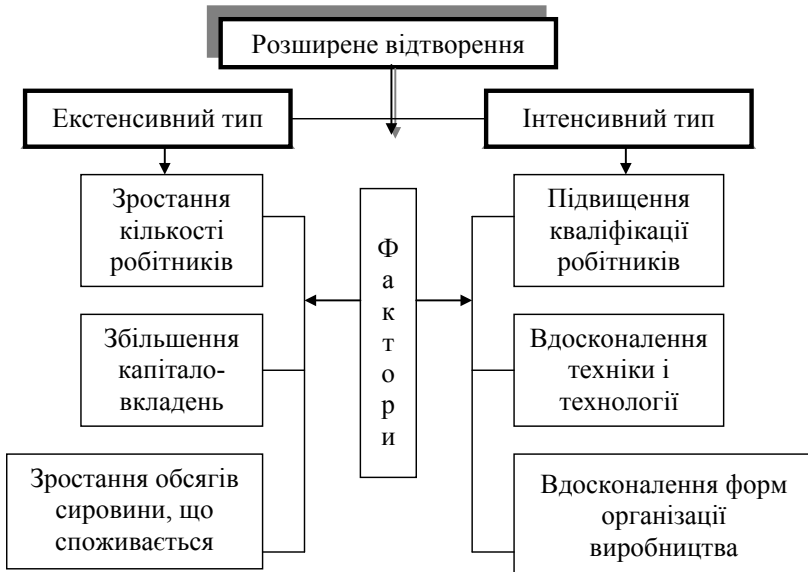 Розширене відтворення
Екстенсивний тип
Інтенсивний тип
Зростання
кількості
робітників
Збільшення
капітало-
вкладень
Зростання обсягів
сировини, що
споживається
Фактори
Підвищення
кваліфікації
робітників
Вдосконалення
техніки і
технології
Вдосконалення форм
організації
виробництва